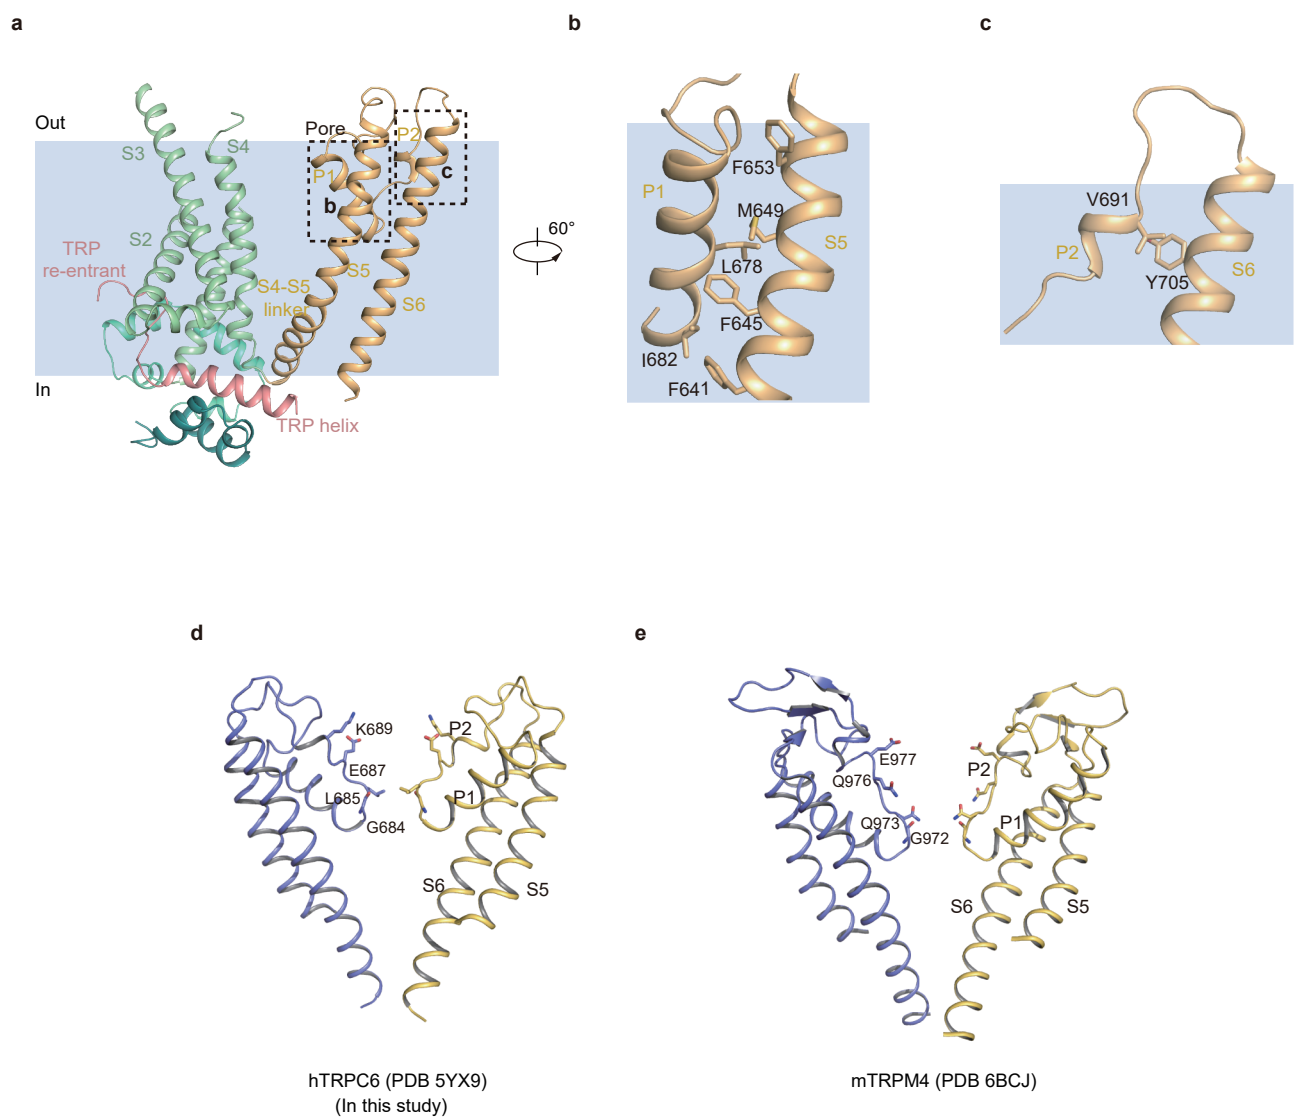 a
Out
S3
S4
Pore
P2
P1
c
b
S2
TRP
re-entrant
S4-S5
linker
S5
S6
In
TRP helix
60°
b
P1
F653
M649
S5
L678
F645
I682
F641
c
V691
P2
S6
Y705
d
K689
P2
E687
L685
P1
G684
S6
S5
hTRPC6 (PDB 5YX9)
(In this study)
e
E977
P2
Q976
Q973
P1
G972
S6
S5
mTRPM4 (PDB 6BCJ)